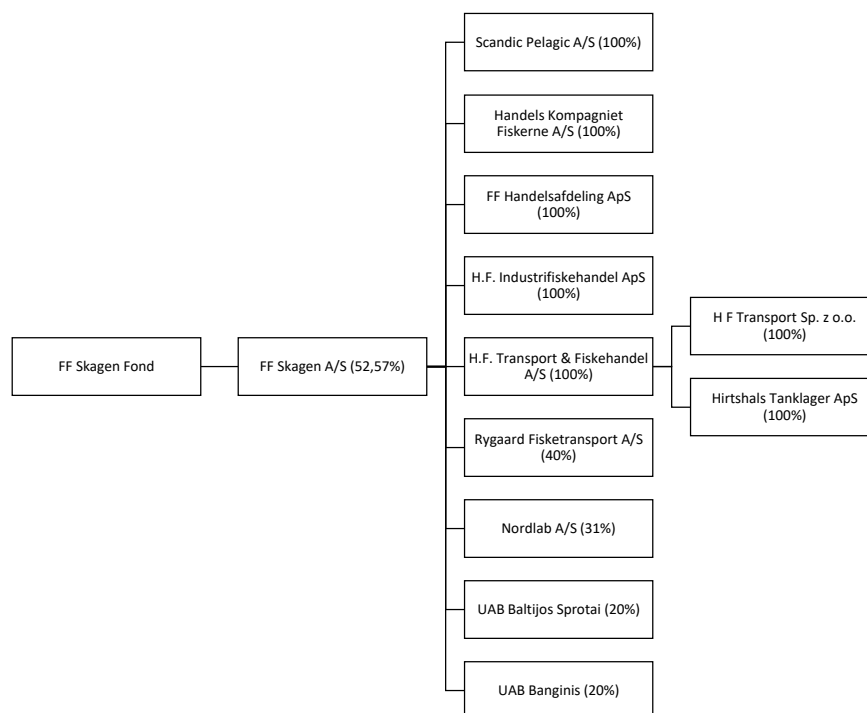 FF Skagen Fond
FF Skagen A/S (52,57%)
Scandic Pelagic A/S (100%)
Handels Kompagniet
Fiskerne A/S (100%)
FF Handelsafdeling ApS
(100%)
H.F. Industrifiskehandel ApS
(100%)
H.F. Transport & Fiskehandel
A/S (100%)
H F Transport Sp. z o.o.
(100%)
Hirtshals Tanklager ApS
(100%)
Rygaard Fisketransport A/S
(40%)
Nordlab A/S (31%)
UAB Baltijos Sprotai (20%)
UAB Banginis (20%)